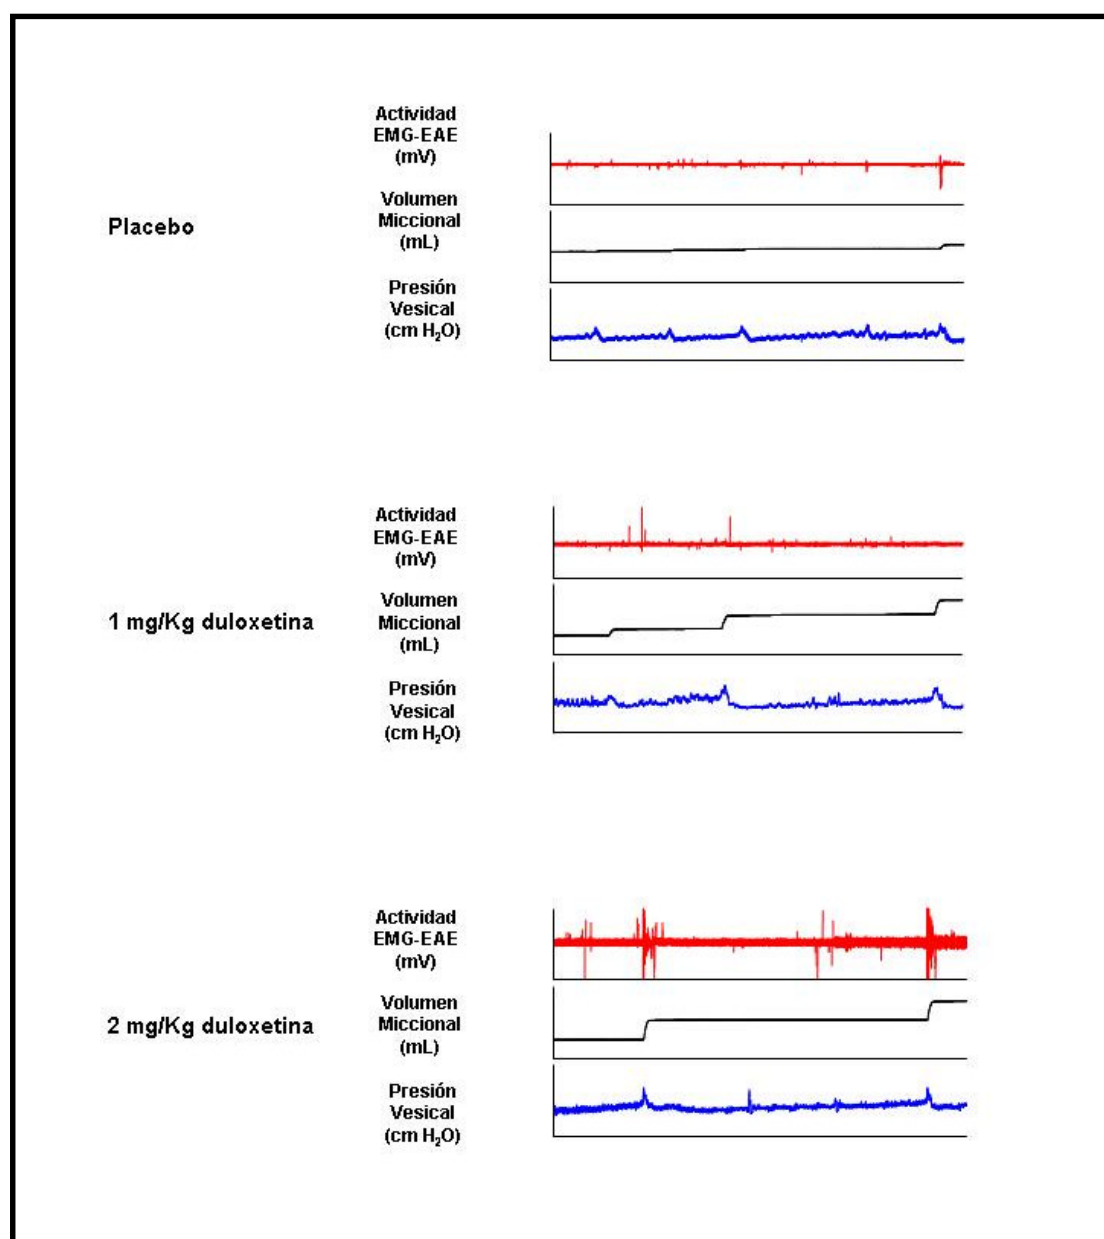 Actividad
EMG-EAE
(mV)
Placebo
Volumen
Miccional
(mL)
Presión
Vesical
(cm H₂O)
Actividad
EMG-EAE
(mV)
1 mg/Kg duloxetina
Volumen
Miccional
(mL)
Presión
Vesical
(cm H₂O)
Actividad
EMG-EAE
(mV)
2 mg/Kg duloxetina
Volumen
Miccional
(mL)
Presión
Vesical
(cm H₂O)